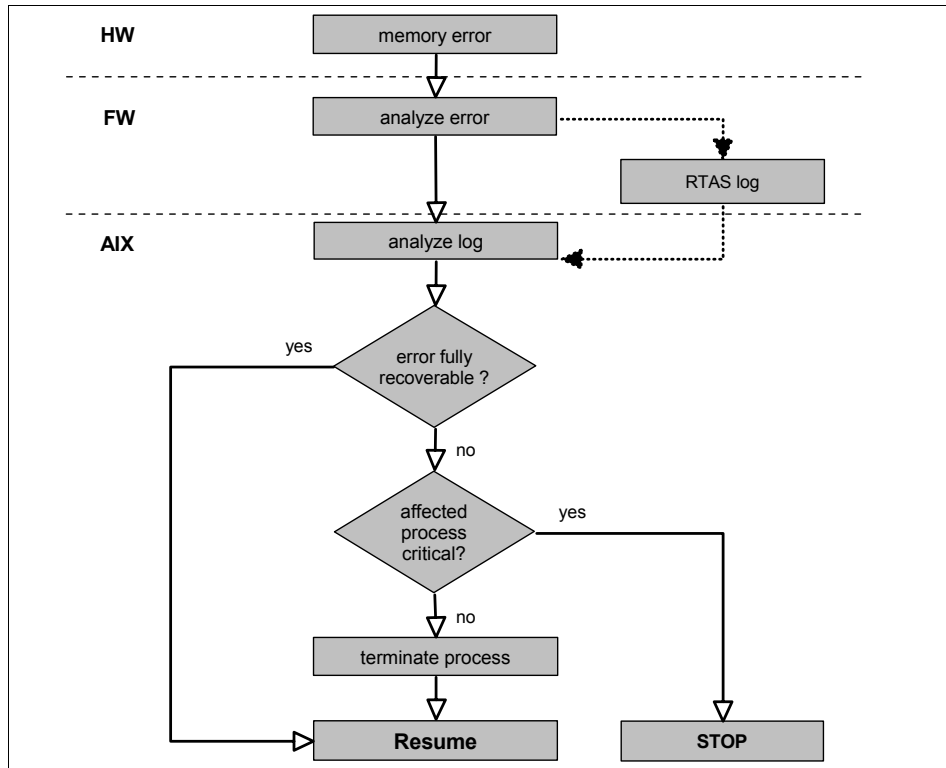 HW
memory error
FW
analyze error
RTAS log
AIX
analyze log
yes
error fully
recoverable ?
no
affected
process
critical?
yes
no
terminate process
Resume
STOP